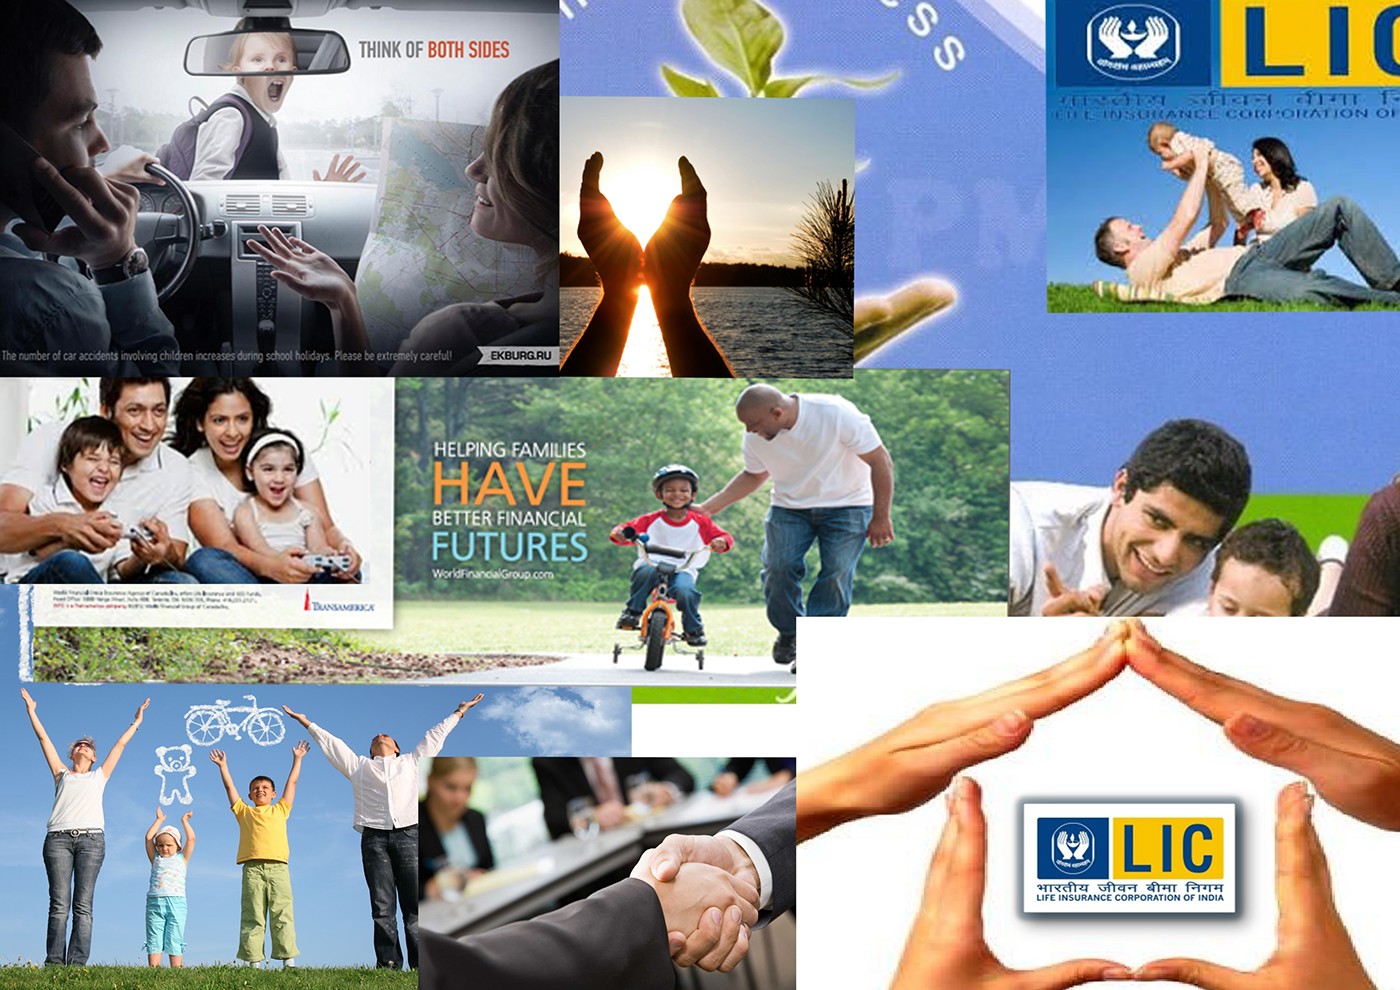 THINK OF BOTH SIDES
The number of car accidents involving children increases during school holidays. Please be extremely careful!
EKBURG.RU
ss
PM
LIC
भारतीय जीवन बीमा नि
LIFE INSURANCE CORPORATION OF
HELPING FAMILIES
HAVE
BETTER FINANCIAL
FUTURES
WorldFinancialGroup.com
TRANSAMERICA
LIC
भारतीय जीवन बीमा निगम
LIFE INSURANCE CORPORATION OF INDIA